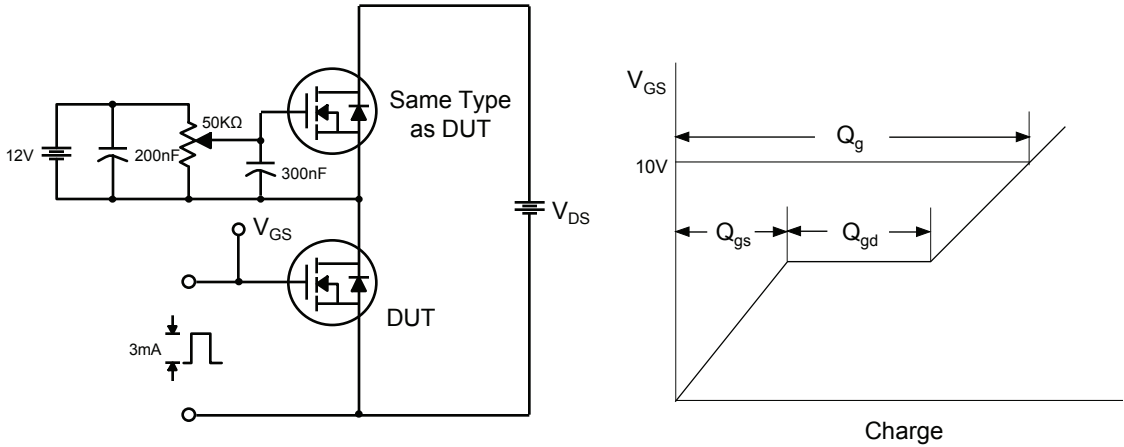 Same Type
as DUT
50KΩ
12V
200nF
300nF
V_GS
DUT
3mA
V_DS
V_GS
Q_g
10V
Q_gs
Q_gd
Charge